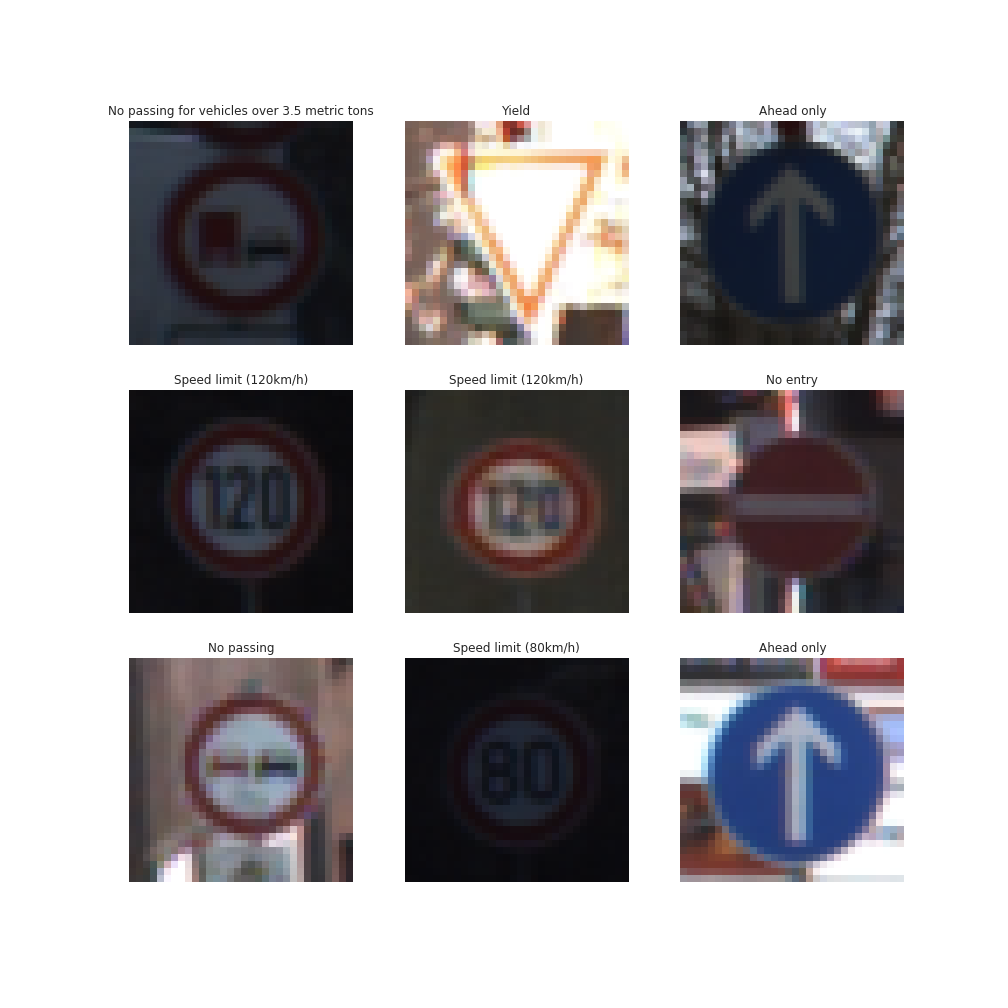 No passing for vehicles over 3.5 metric tons
Yield
Ahead only
Speed limit (120km/h)
Speed limit (120km/h)
No entry
120
120
No passing
Speed limit (80km/h)
Ahead only
80